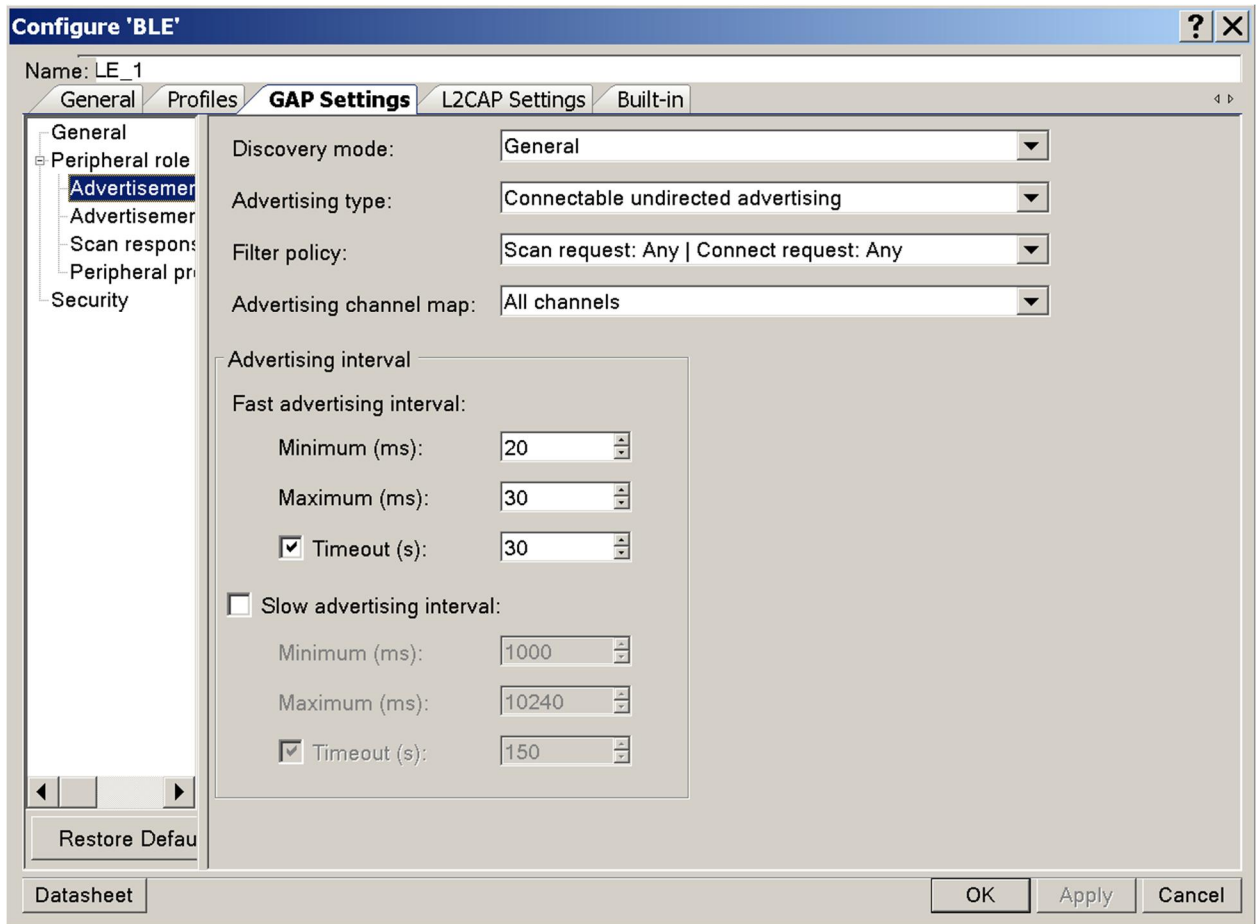 Configure 'BLE'
Name: LE_1
General Profiles GAP Settings L2CAP Settings Built-in
General
Peripheral role
Advertisemer
Advertisemer
Scan respons
Peripheral pr
Security
Restore Defau
Discovery mode: General
Advertising type: Connectable undirected advertising
Filter policy: Scan request: Any | Connect request: Any
Advertising channel map: All channels
Advertising interval
Fast advertising interval:
Minimum (ms): 20
Maximum (ms): 30
Timeout (s): 30
Slow advertising interval:
Minimum (ms): 1000
Maximum (ms): 10240
Timeout (s): 150
Datasheet OK Apply Cancel